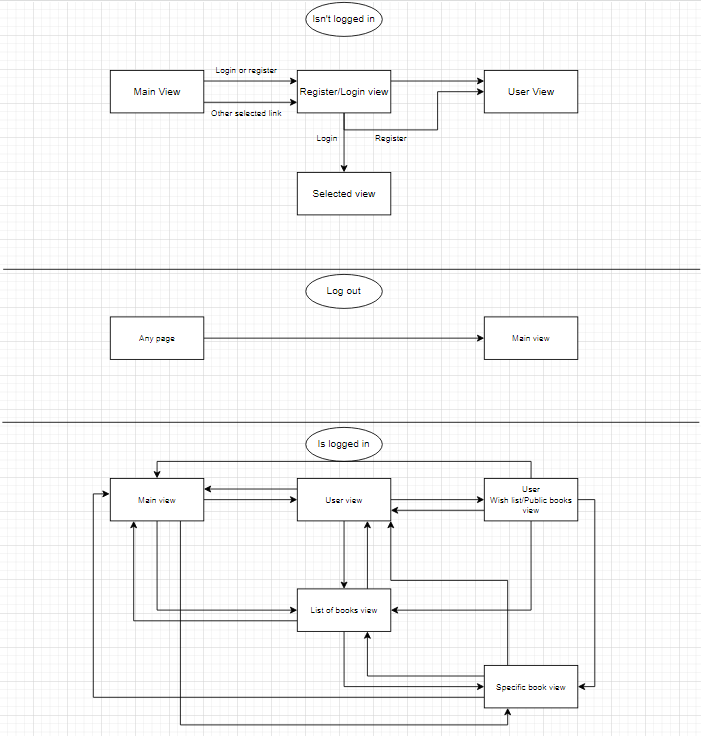 Isn't logged in
Login or register
Main View
Register/Login view
User View
Other selected link
Login
Register
Selected view
Log out
Any page
Main view
Is logged in
Main view
User view
User
Wish list/Public books
view
List of books view
Specific book view